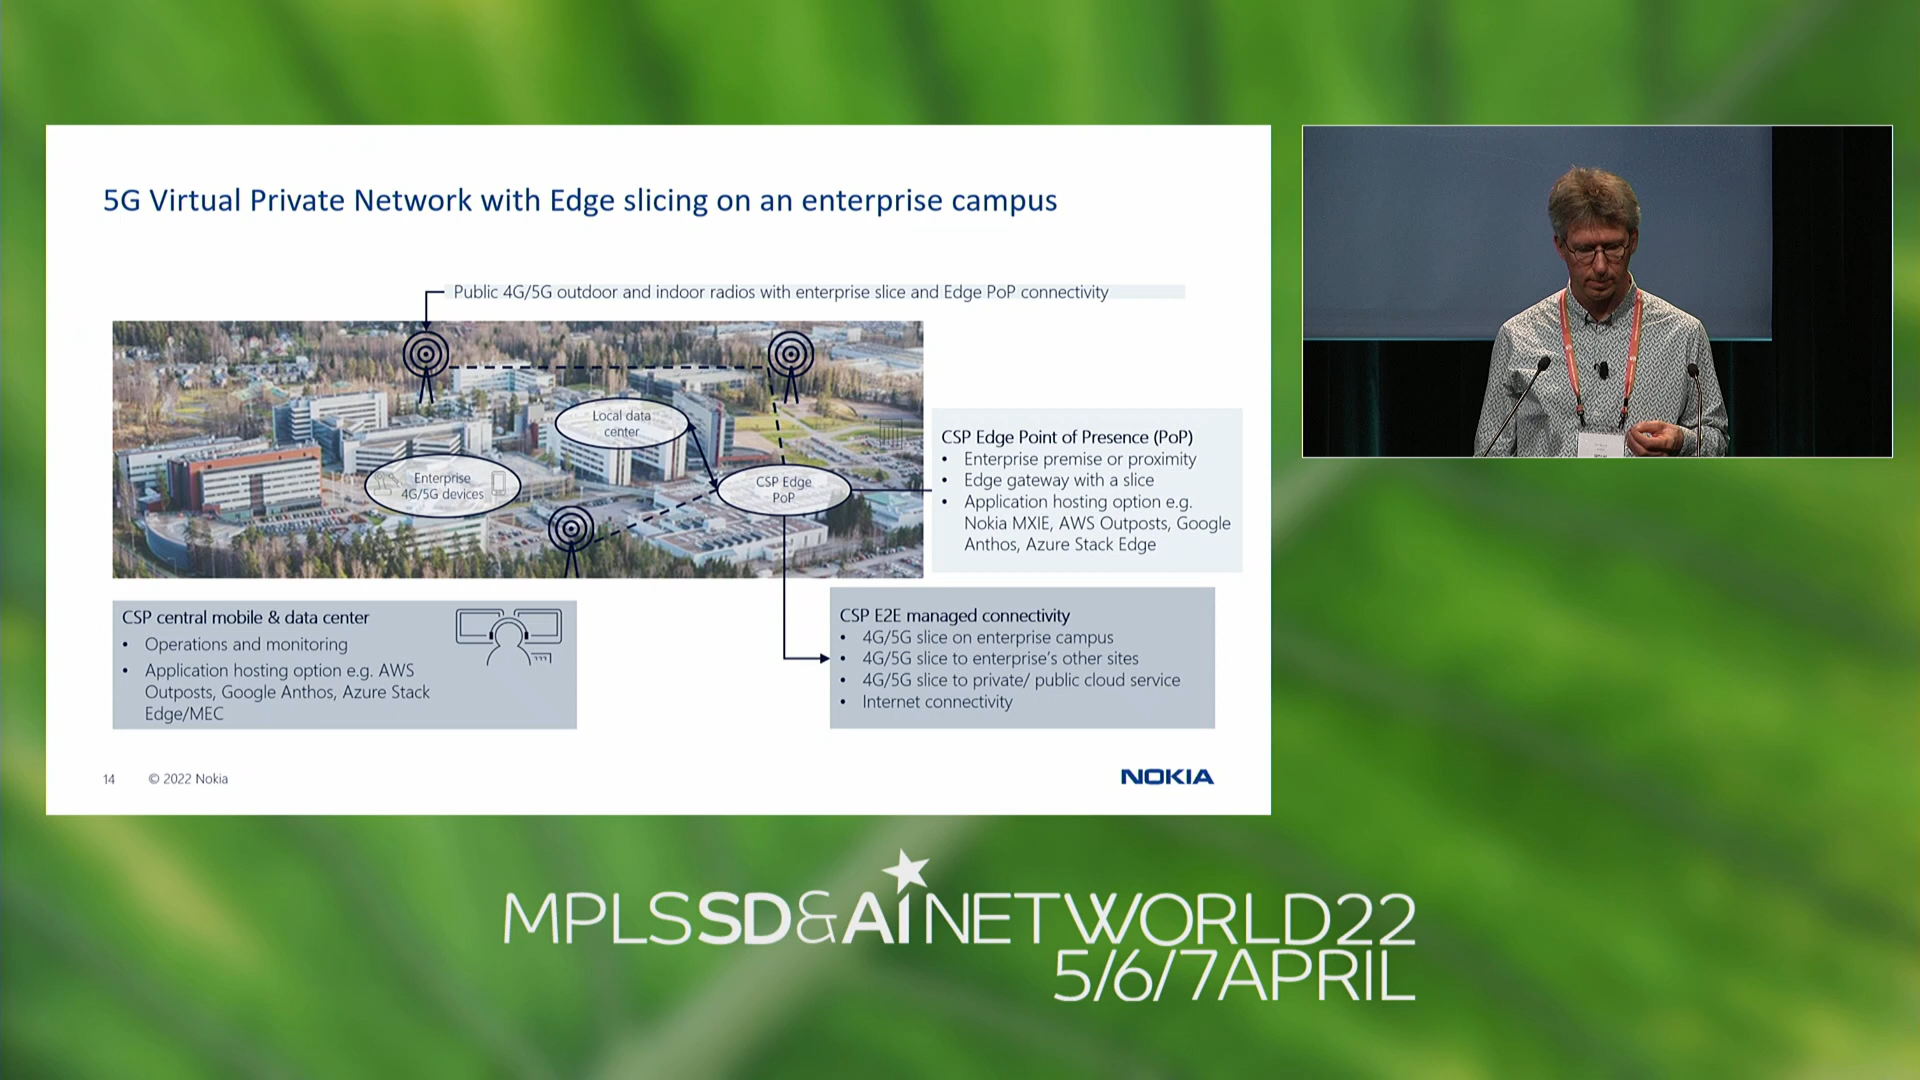 5G Virtual Private Network with Edge slicing on an enterprise campus
Public 4G/5G outdoor and indoor radios with enterprise slice and Edge PoP connectivity
Local data
center
Enterprise
4G/5G devices
CSP Edge
PoP
CSP Edge Point of Presence (PoP)
• Enterprise premise or proximity
• Edge gateway with a slice
• Application hosting option e.g.
Nokia MXIE, AWS Outposts, Google
Anthos, Azure Stack Edge
CSP central mobile & data center
• Operations and monitoring
• Application hosting option e.g. AWS
Outposts, Google Anthos, Azure Stack
Edge/MEC
CSP E2E managed connectivity
• 4G/5G slice on enterprise campus
• 4G/5G slice to enterprise's other sites
• 4G/5G slice to private/ public cloud service
• Internet connectivity
14 © 2022 Nokia
NOKIA
MPLSSD&AINETWORLD22
5/6/7APRIL